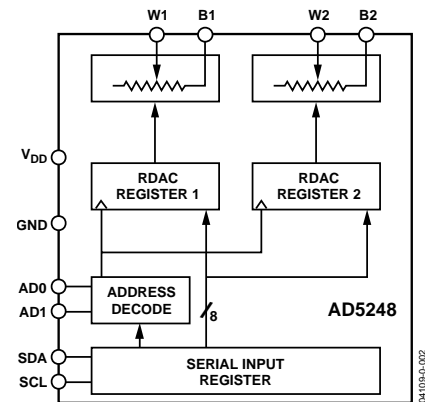 W1 B1 W2 B2
V_DD
RDAC
REGISTER 1
RDAC
REGISTER 2
GND
AD0
AD1
ADDRESS
DECODE
8
AD5248
SDA
SCL
SERIAL INPUT
REGISTER
04109-0-002